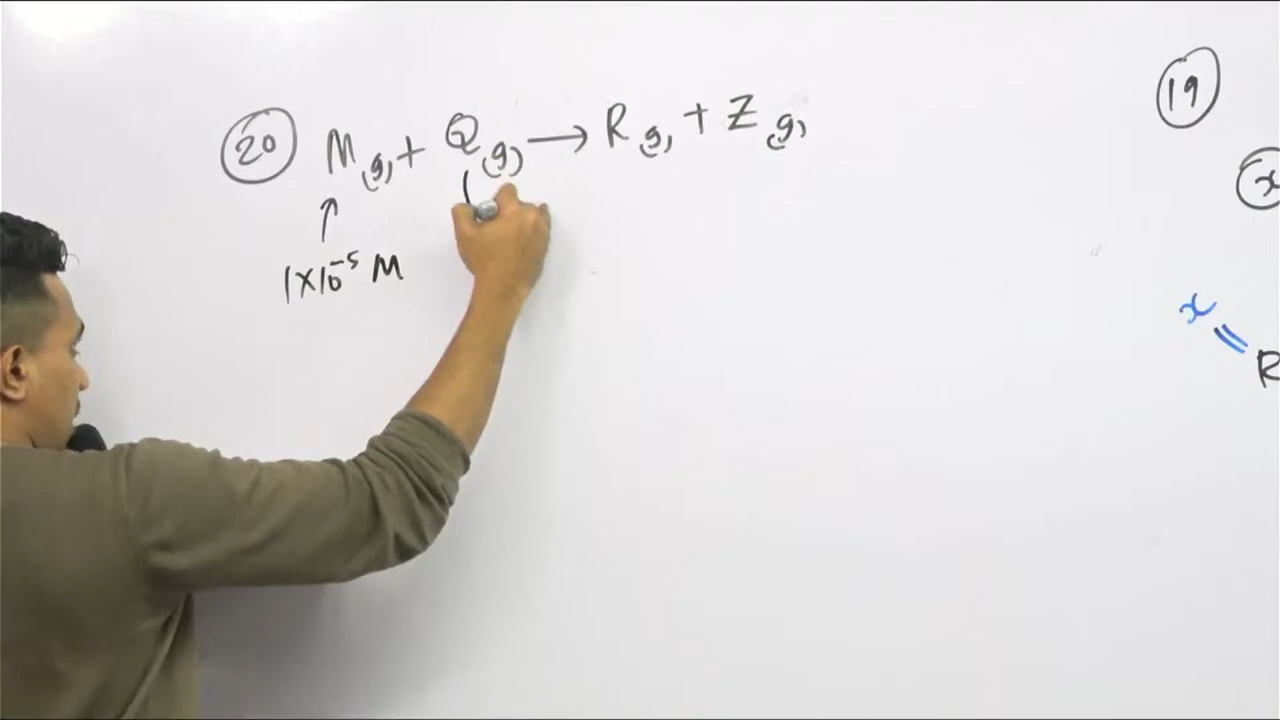 20 M(g) + Q(g) → R(g) + Z(g)
↑
1×10⁻⁵ M
19
x
x
=
R